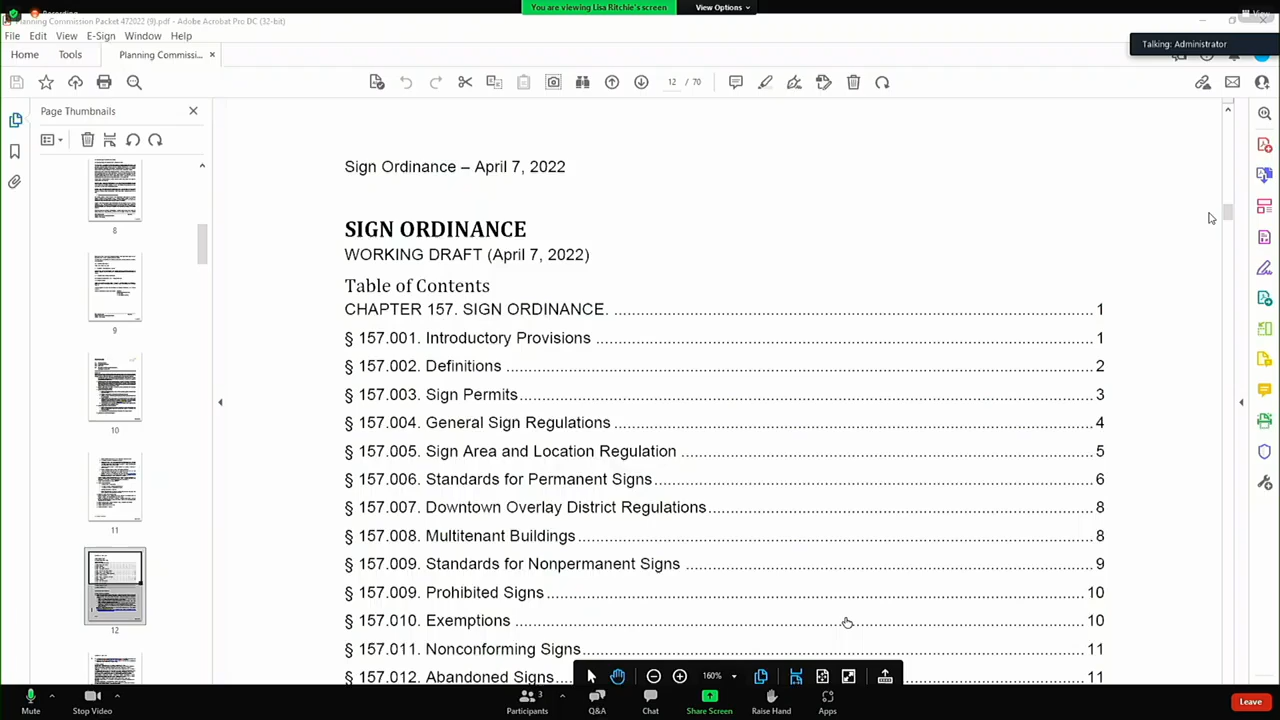 Recording
You are viewing Lisa Ritchie's screen
View Options
View
Planning Commission Packet 472022 (9).pdf - Adobe Acrobat Pro DC (32-bit)
File Edit View E-Sign Window Help
Talking: Administrator
Home Tools Planning Commissi... ×
12 / 70
Page Thumbnails
8
9
10
11
12
Sign Ordinance – April 7, 2022
SIGN ORDINANCE
WORKING DRAFT (April 7, 2022)
Table of Contents
CHAPTER 157. SIGN ORDINANCE. 1
§ 157.001. Introductory Provisions 1
§ 157.002. Definitions 2
§ 157.003. Sign Permits 3
§ 157.004. General Sign Regulations 4
§ 157.005. Sign Area and Location Regulation 5
§ 157.006. Standards for Permanent Signs 6
§ 157.007. Downtown Overlay District Regulations 8
§ 157.008. Multitenant Buildings 8
§ 157.009. Standards for Nonpermanent Signs 9
§ 157.009. Prohibited Signs 10
§ 157.010. Exemptions 10
§ 157.011. Nonconforming Signs 11
§ 157.012. Abandoned Signs 11
160%
Mute Stop Video Participants 3 Q&A Chat Share Screen Raise Hand Apps Leave